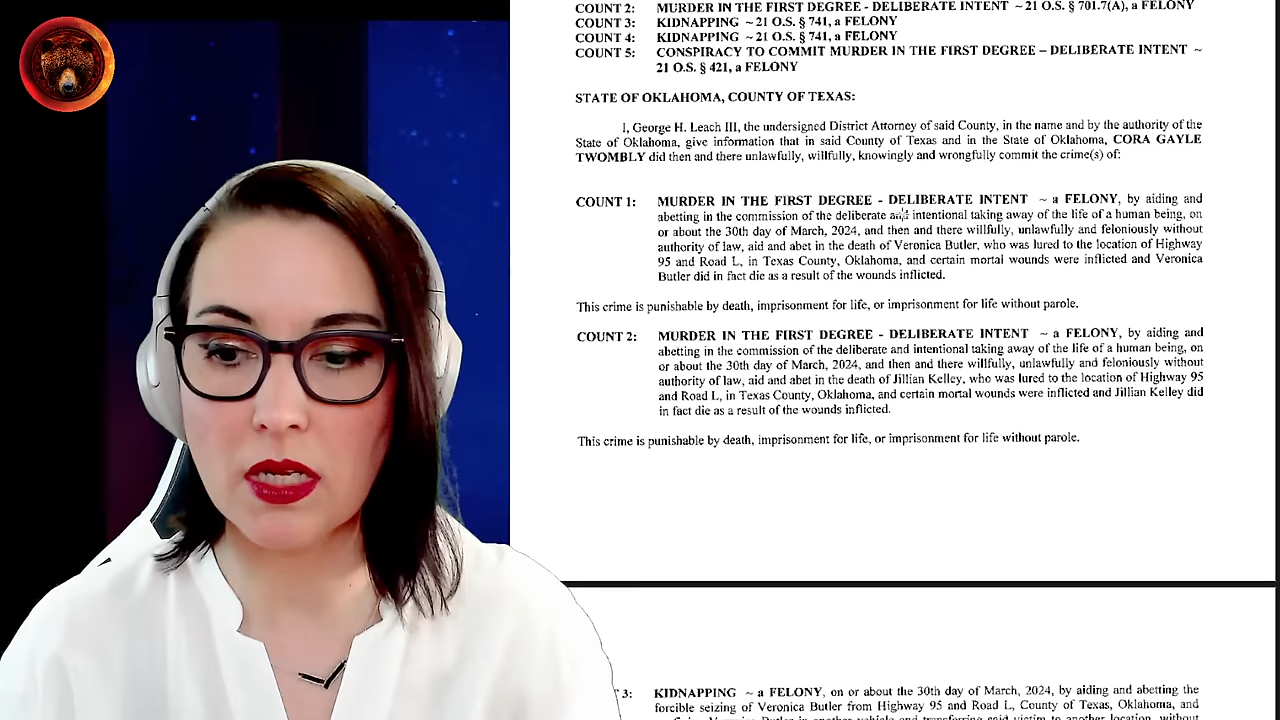 COUNT 2: MURDER IN THE FIRST DEGREE - DELIBERATE INTENT ~ 21 O.S. § 701.7(A), a FELONY
COUNT 3: KIDNAPPING ~ 21 O.S. § 741, a FELONY
COUNT 4: KIDNAPPING ~ 21 O.S. § 741, a FELONY
COUNT 5: CONSPIRACY TO COMMIT MURDER IN THE FIRST DEGREE – DELIBERATE INTENT ~
21 O.S. § 421, a FELONY
STATE OF OKLAHOMA, COUNTY OF TEXAS:
I, George H. Leach III, the undersigned District Attorney of said County, in the name and by the authority of the
State of Oklahoma, give information that in said County of Texas and in the State of Oklahoma, CORA GAYLE
TWOMBLY did then and there unlawfully, willfully, knowingly and wrongfully commit the crime(s) of:
COUNT 1: MURDER IN THE FIRST DEGREE - DELIBERATE INTENT ~ a FELONY, by aiding and
abetting in the commission of the deliberate and intentional taking away of the life of a human being, on
or about the 30th day of March, 2024, and then and there willfully, unlawfully and feloniously without
authority of law, aid and abet in the death of Veronica Butler, who was lured to the location of Highway
95 and Road L, in Texas County, Oklahoma, and certain mortal wounds were inflicted and Veronica
Butler did in fact die as a result of the wounds inflicted.
This crime is punishable by death, imprisonment for life, or imprisonment for life without parole.
COUNT 2: MURDER IN THE FIRST DEGREE - DELIBERATE INTENT ~ a FELONY, by aiding and
abetting in the commission of the deliberate and intentional taking away of the life of a human being, on
or about the 30th day of March, 2024, and then and there willfully, unlawfully and feloniously without
authority of law, aid and abet in the death of Jillian Kelley, who was lured to the location of Highway 95
and Road L, in Texas County, Oklahoma, and certain mortal wounds were inflicted and Jillian Kelley did
in fact die as a result of the wounds inflicted.
This crime is punishable by death, imprisonment for life, or imprisonment for life without parole.
3: KIDNAPPING ~ a FELONY, on or about the 30th day of March, 2024, by aiding and abetting the
forcible seizing of Veronica Butler from Highway 95 and Road L, County of Texas, Oklahoma, and
Veronica Butler in another vehicle and transferring said victim to another location, without